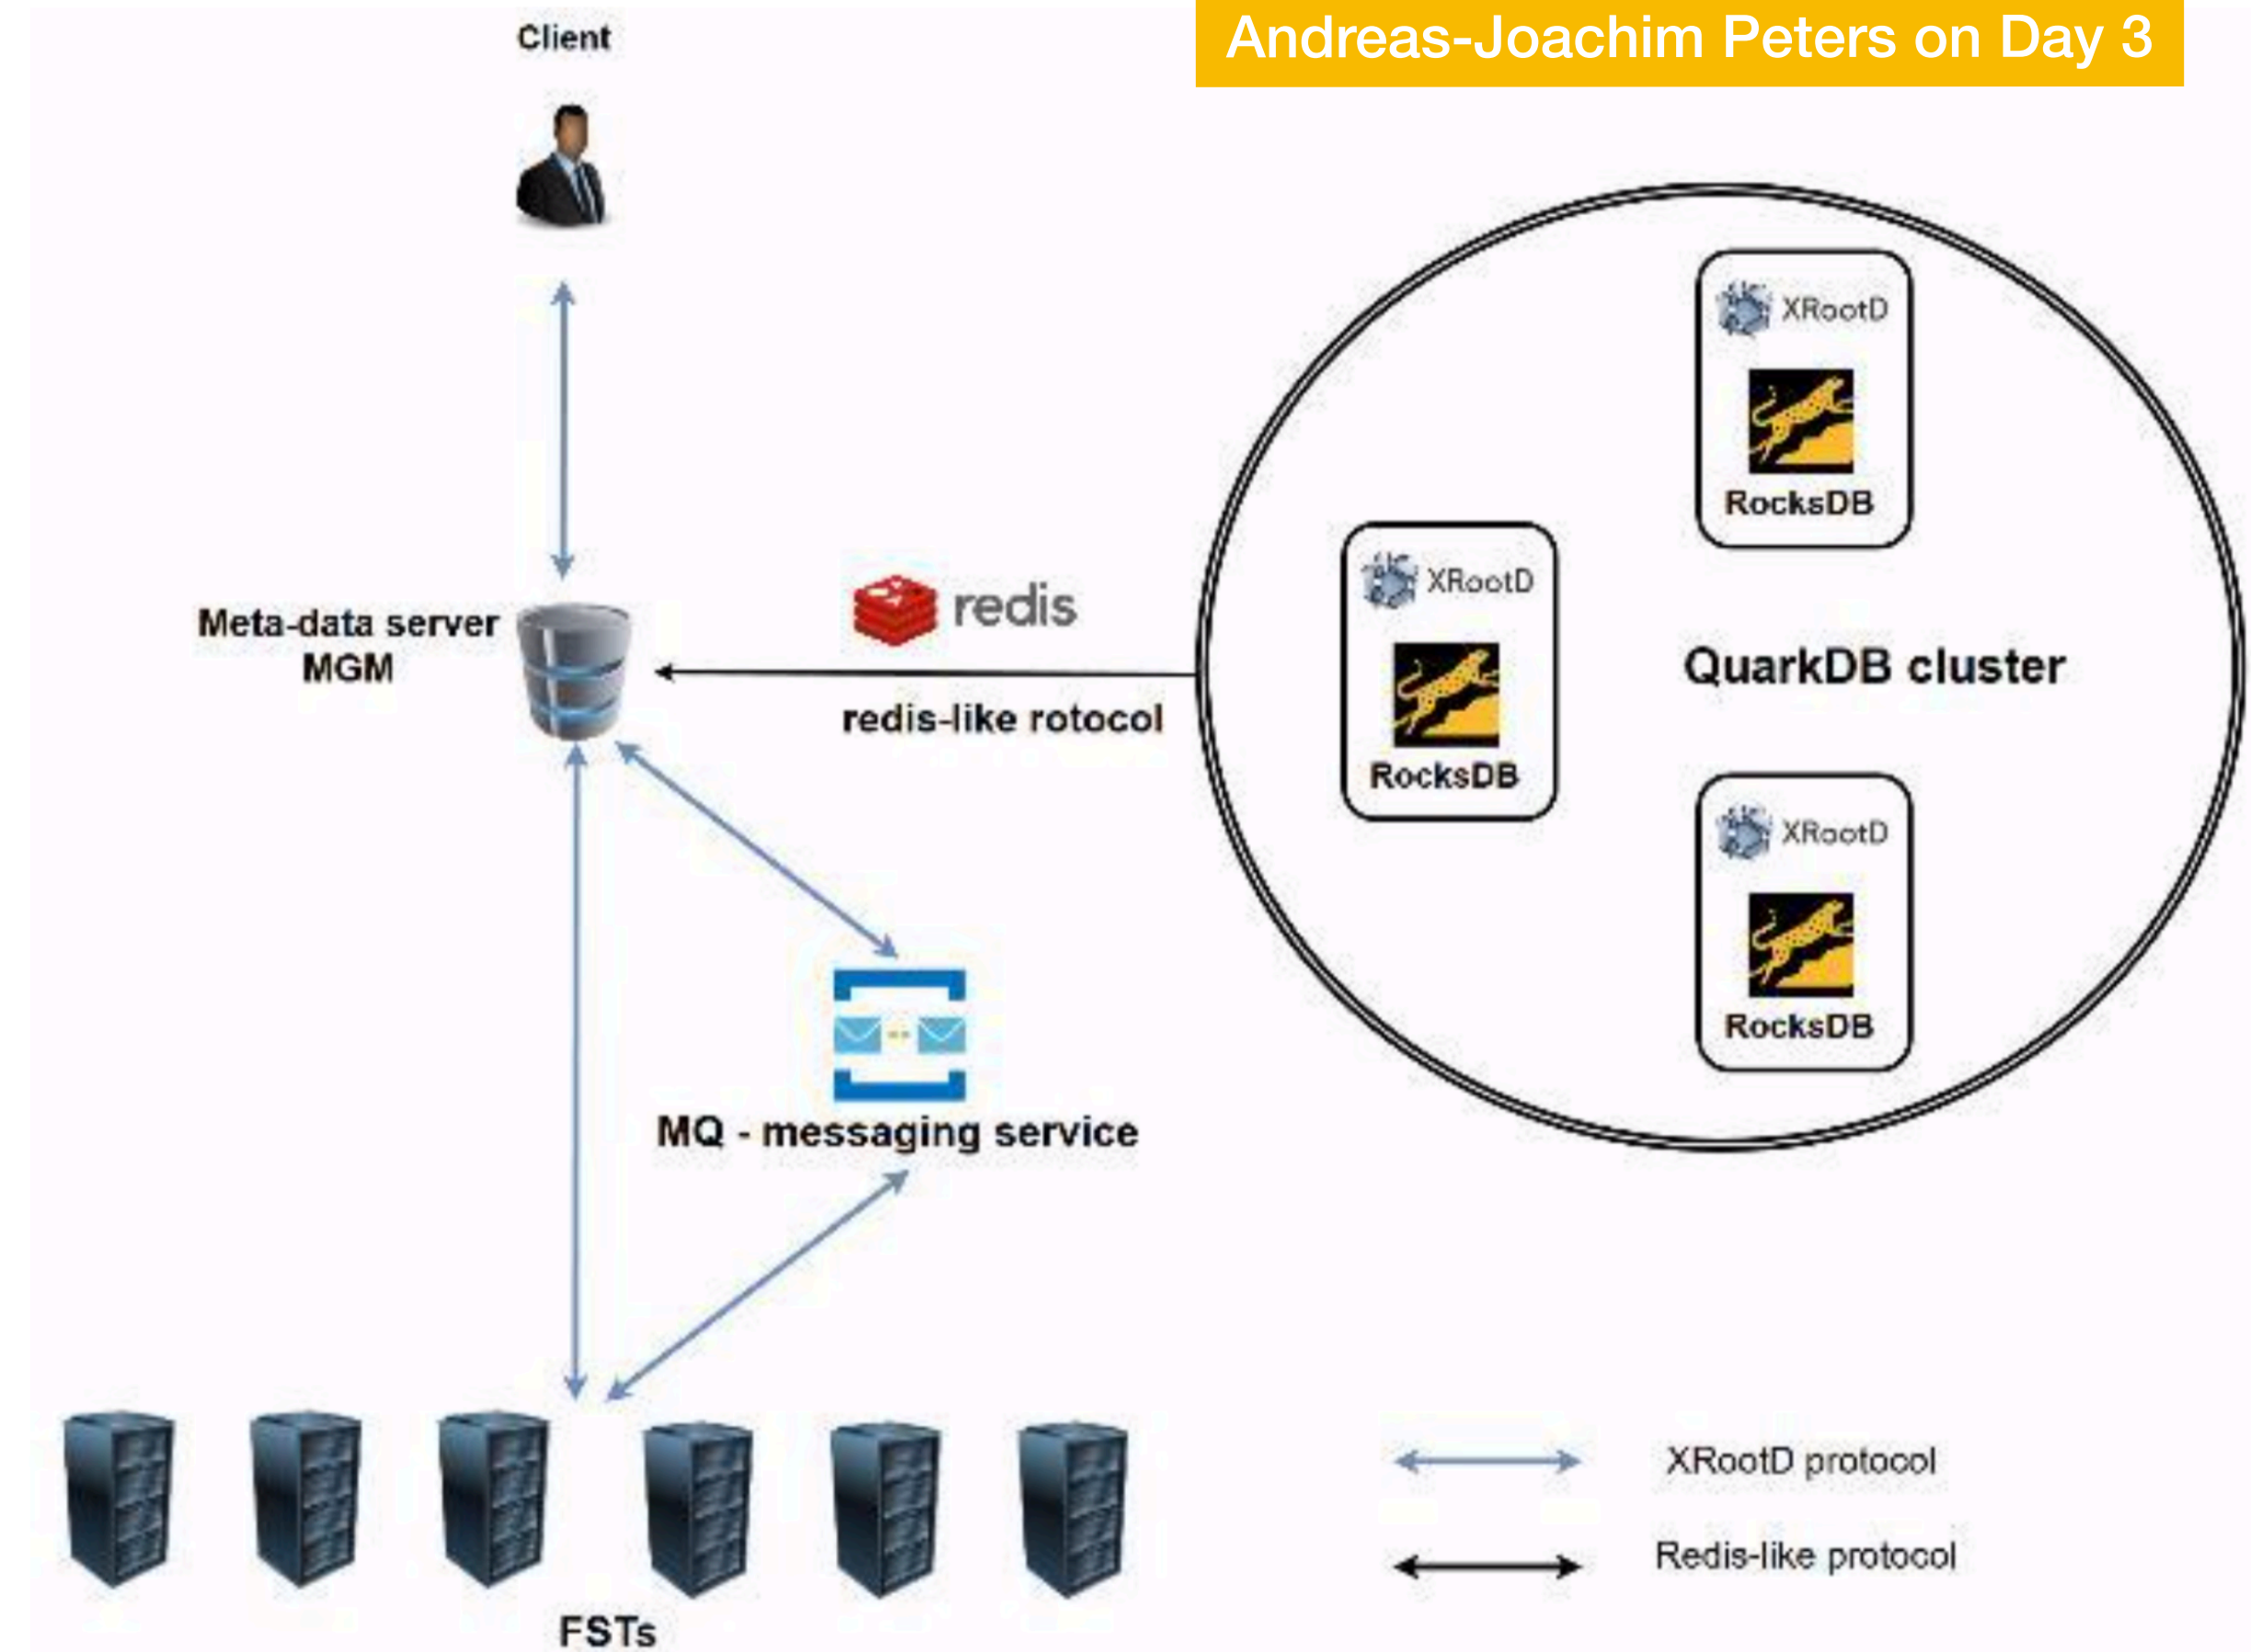 Andreas-Joachim Peters on Day 3
Client
XRootD
RocksDB
XRootD
RocksDB
QuarkDB cluster
XRootD
RocksDB
redis
redis-like rotocol
Meta-data server
MGM
MQ - messaging service
FSTs
XRootD protocol
Redis-like protocol